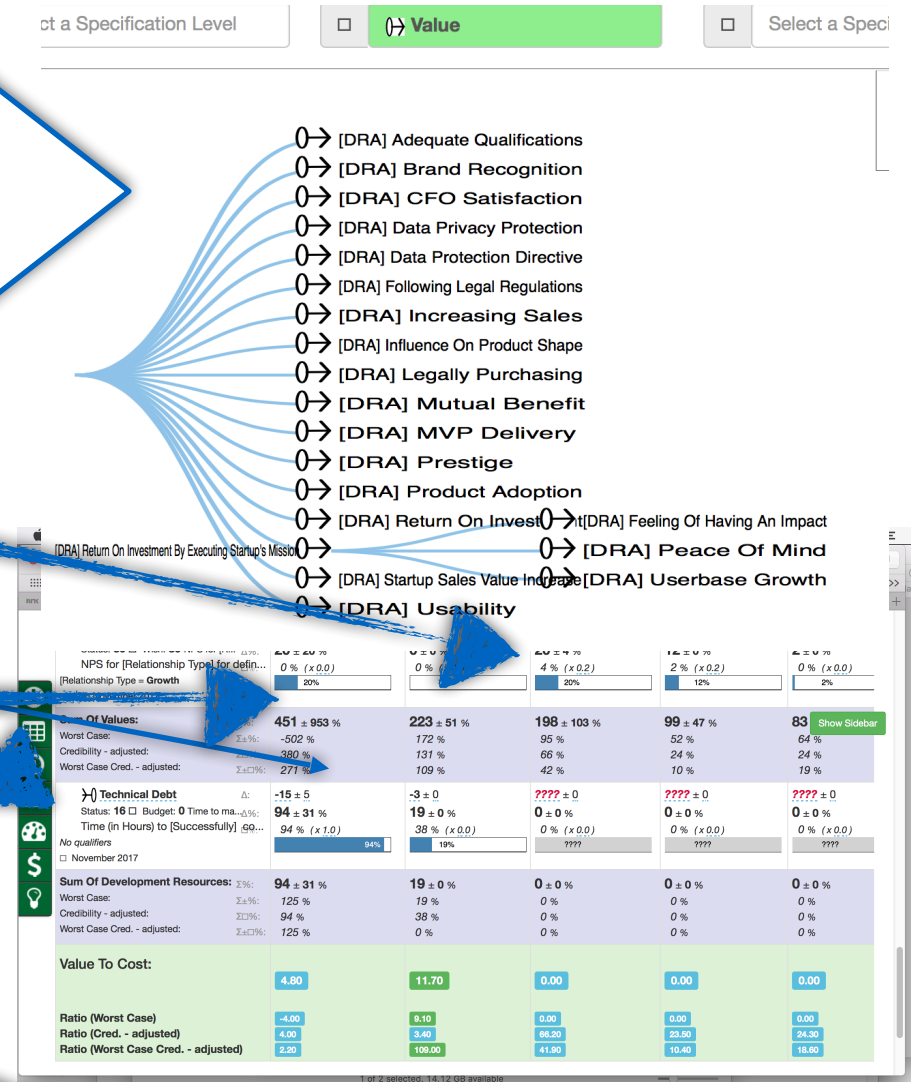 ct a Specification Level
Value
Select a Speci
[DRA] Adequate Qualifications
[DRA] Brand Recognition
[DRA] CFO Satisfaction
[DRA] Data Privacy Protection
[DRA] Data Protection Directive
[DRA] Following Legal Regulations
[DRA] Increasing Sales
[DRA] Influence On Product Shape
[DRA] Legally Purchasing
[DRA] Mutual Benefit
[DRA] MVP Delivery
[DRA] Prestige
[DRA] Product Adoption
[DRA] Return On Invest t[DRA] Feeling Of Having An Impact
[DRA] Return On Investment By Executing Startup's Mission [DRA] Peace Of Mind
[DRA] Startup Sales Value Increase [DRA] Userbase Growth
[DRA] Usability
NPS for [Relationship Type] for defin... 0 % (x 0.0) 0 % 4 % (x 0.2) 2 % (x 0.2) 0 % (x 0.0)
[Relationship Type = Growth 20% 20% 12% 2%
Sum Of Values: 451 ± 953 % 223 ± 51 % 198 ± 103 % 99 ± 47 % 83
Show Sidebar
Worst Case: Σ±%: -502 % 172 % 95 % 52 % 64 %
Credibility - adjusted: 380 % 131 % 66 % 24 % 24 %
Worst Case Cred. - adjusted: Σ±□%: 271 % 109 % 42 % 10 % 19 %
Technical Debt Δ: -15 ± 5 -3 ± 0 ???? ± 0 ???? ± 0 ???? ± 0
Status: 16 □ Budget: 0 Time to ma... Δ%: 94 ± 31 % 19 ± 0 % 0 ± 0 % 0 ± 0 % 0 ± 0 %
Time (in Hours) to [Successfully] co... 94 % (x 1.0) 38 % (x 0.0) 0 % (x 0.0) 0 % (x 0.0) 0 % (x 0.0)
No qualifiers 94% 19% ???? ???? ????
□ November 2017
Sum Of Development Resources: Σ%: 94 ± 31 % 19 ± 0 % 0 ± 0 % 0 ± 0 % 0 ± 0 %
Worst Case: Σ±%: 125 % 19 % 0 % 0 % 0 %
Credibility - adjusted: Σ□%: 94 % 38 % 0 % 0 % 0 %
Worst Case Cred. - adjusted: Σ±□%: 125 % 0 % 0 % 0 % 0 %
Value To Cost: 4.80 11.70 0.00 0.00 0.00
Ratio (Worst Case) -4.00 9.10 0.00 0.00 0.00
Ratio (Cred. - adjusted) 4.00 3.40 66.20 23.50 24.30
Ratio (Worst Case Cred. - adjusted) 2.20 109.00 41.90 10.40 18.60
1 of 2 selected, 14.12 GB available